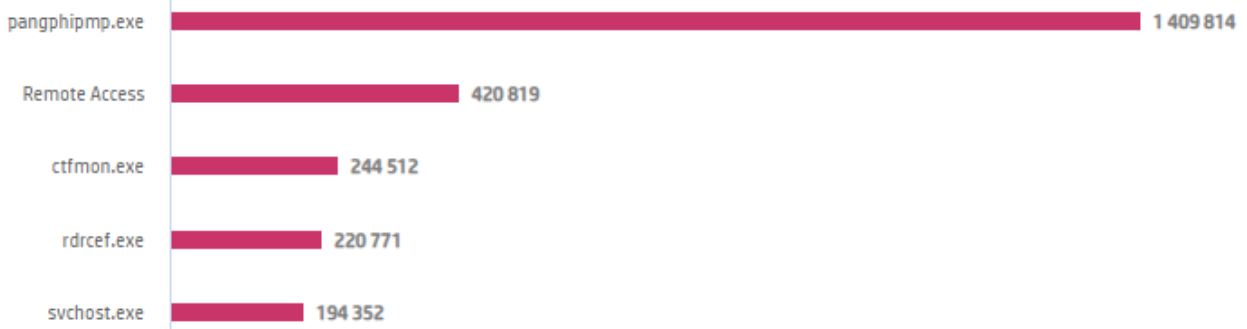 pangphipmp.exe 1 409 814
Remote Access 420 819
ctfmon.exe 244 512
rdrcef.exe 220 771
svchost.exe 194 352